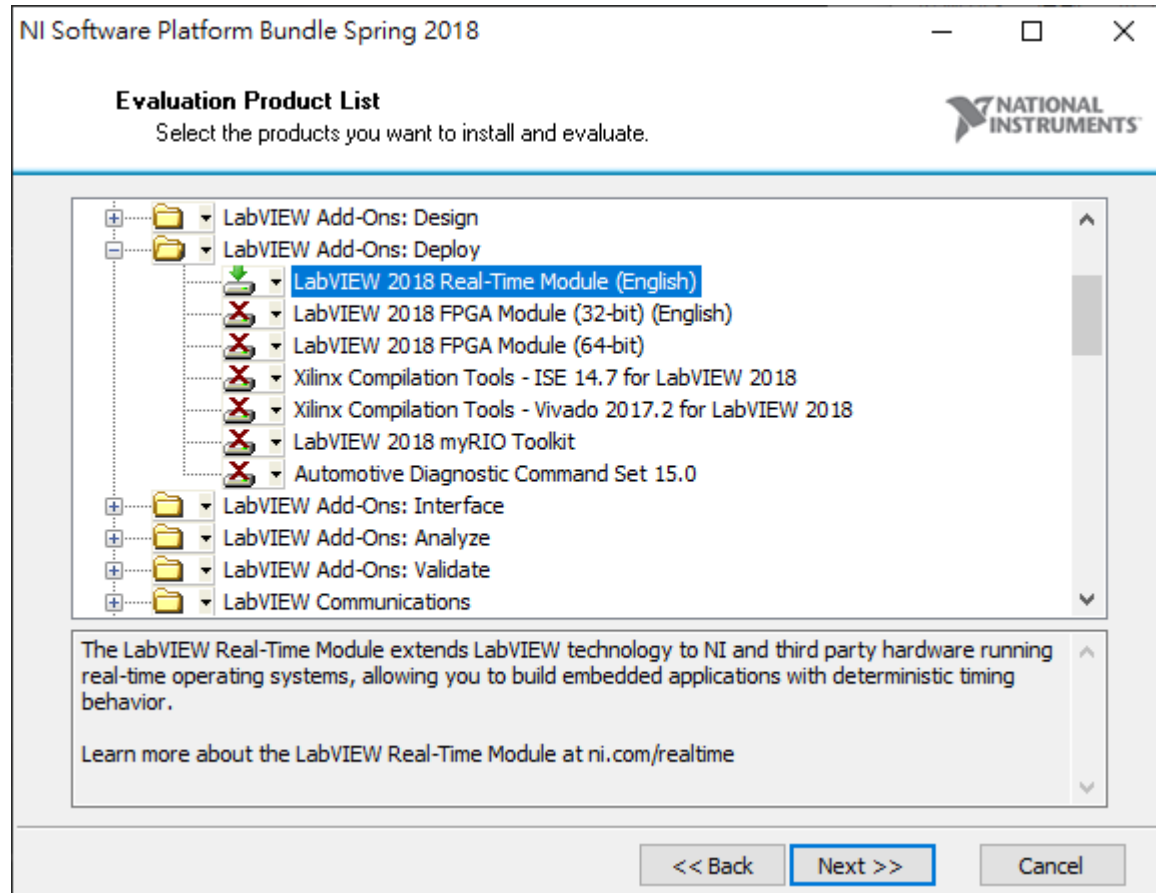 NI Software Platform Bundle Spring 2018
Evaluation Product List
Select the products you want to install and evaluate.
NATIONAL
INSTRUMENTS
LabVIEW Add-Ons: Design
LabVIEW Add-Ons: Deploy
LabVIEW 2018 Real-Time Module (English)
LabVIEW 2018 FPGA Module (32-bit) (English)
LabVIEW 2018 FPGA Module (64-bit)
Xilinx Compilation Tools - ISE 14.7 for LabVIEW 2018
Xilinx Compilation Tools - Vivado 2017.2 for LabVIEW 2018
LabVIEW 2018 myRIO Toolkit
Automotive Diagnostic Command Set 15.0
LabVIEW Add-Ons: Interface
LabVIEW Add-Ons: Analyze
LabVIEW Add-Ons: Validate
LabVIEW Communications
The LabVIEW Real-Time Module extends LabVIEW technology to NI and third party hardware running
real-time operating systems, allowing you to build embedded applications with deterministic timing
behavior.
Learn more about the LabVIEW Real-Time Module at ni.com/realtime
<< Back
Next >>
Cancel